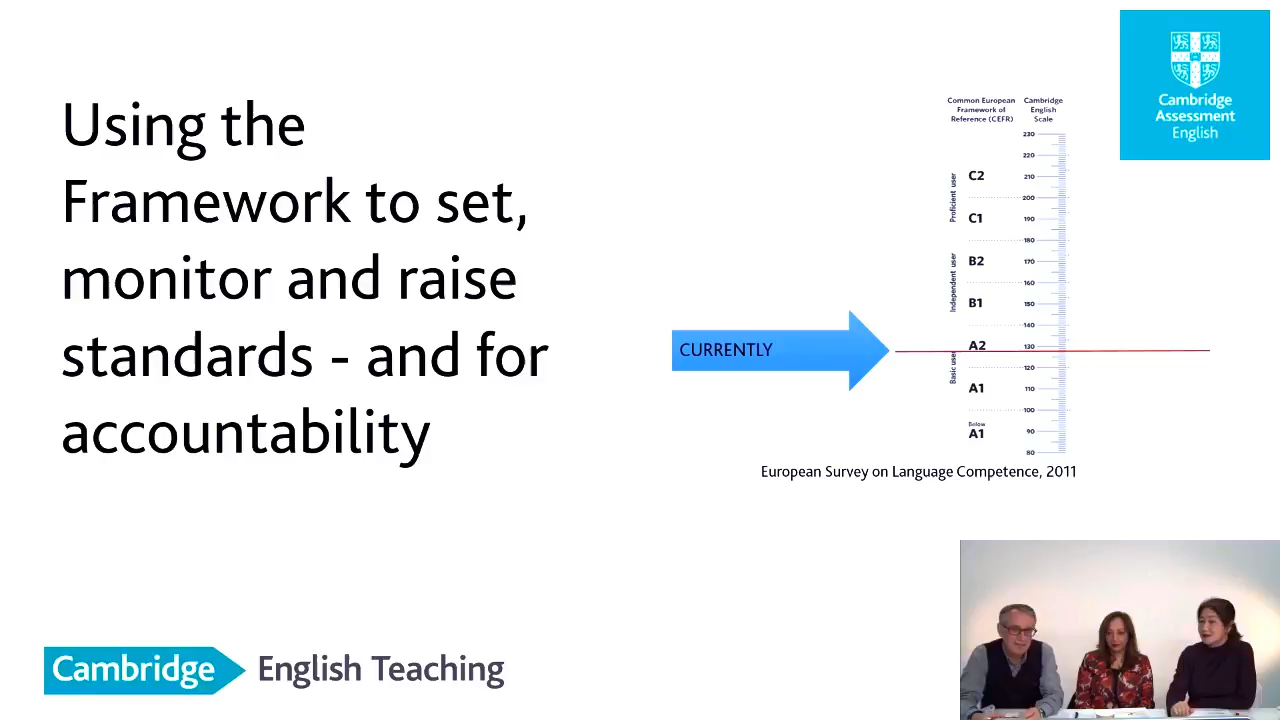 Using the
Framework to set,
monitor and raise
standards - and for
accountability
CURRENTLY
Common European
Framework of
Reference (CEFR)
Cambridge
English
Scale
230
220
C2
210
200
C1
190
180
B2
170
160
B1
150
140
A2
130
120
A1
110
100
Below
A1
90
80
Proficient user
Independent user
Basic user
European Survey on Language Competence, 2011
Cambridge
Assessment
English
Cambridge English Teaching